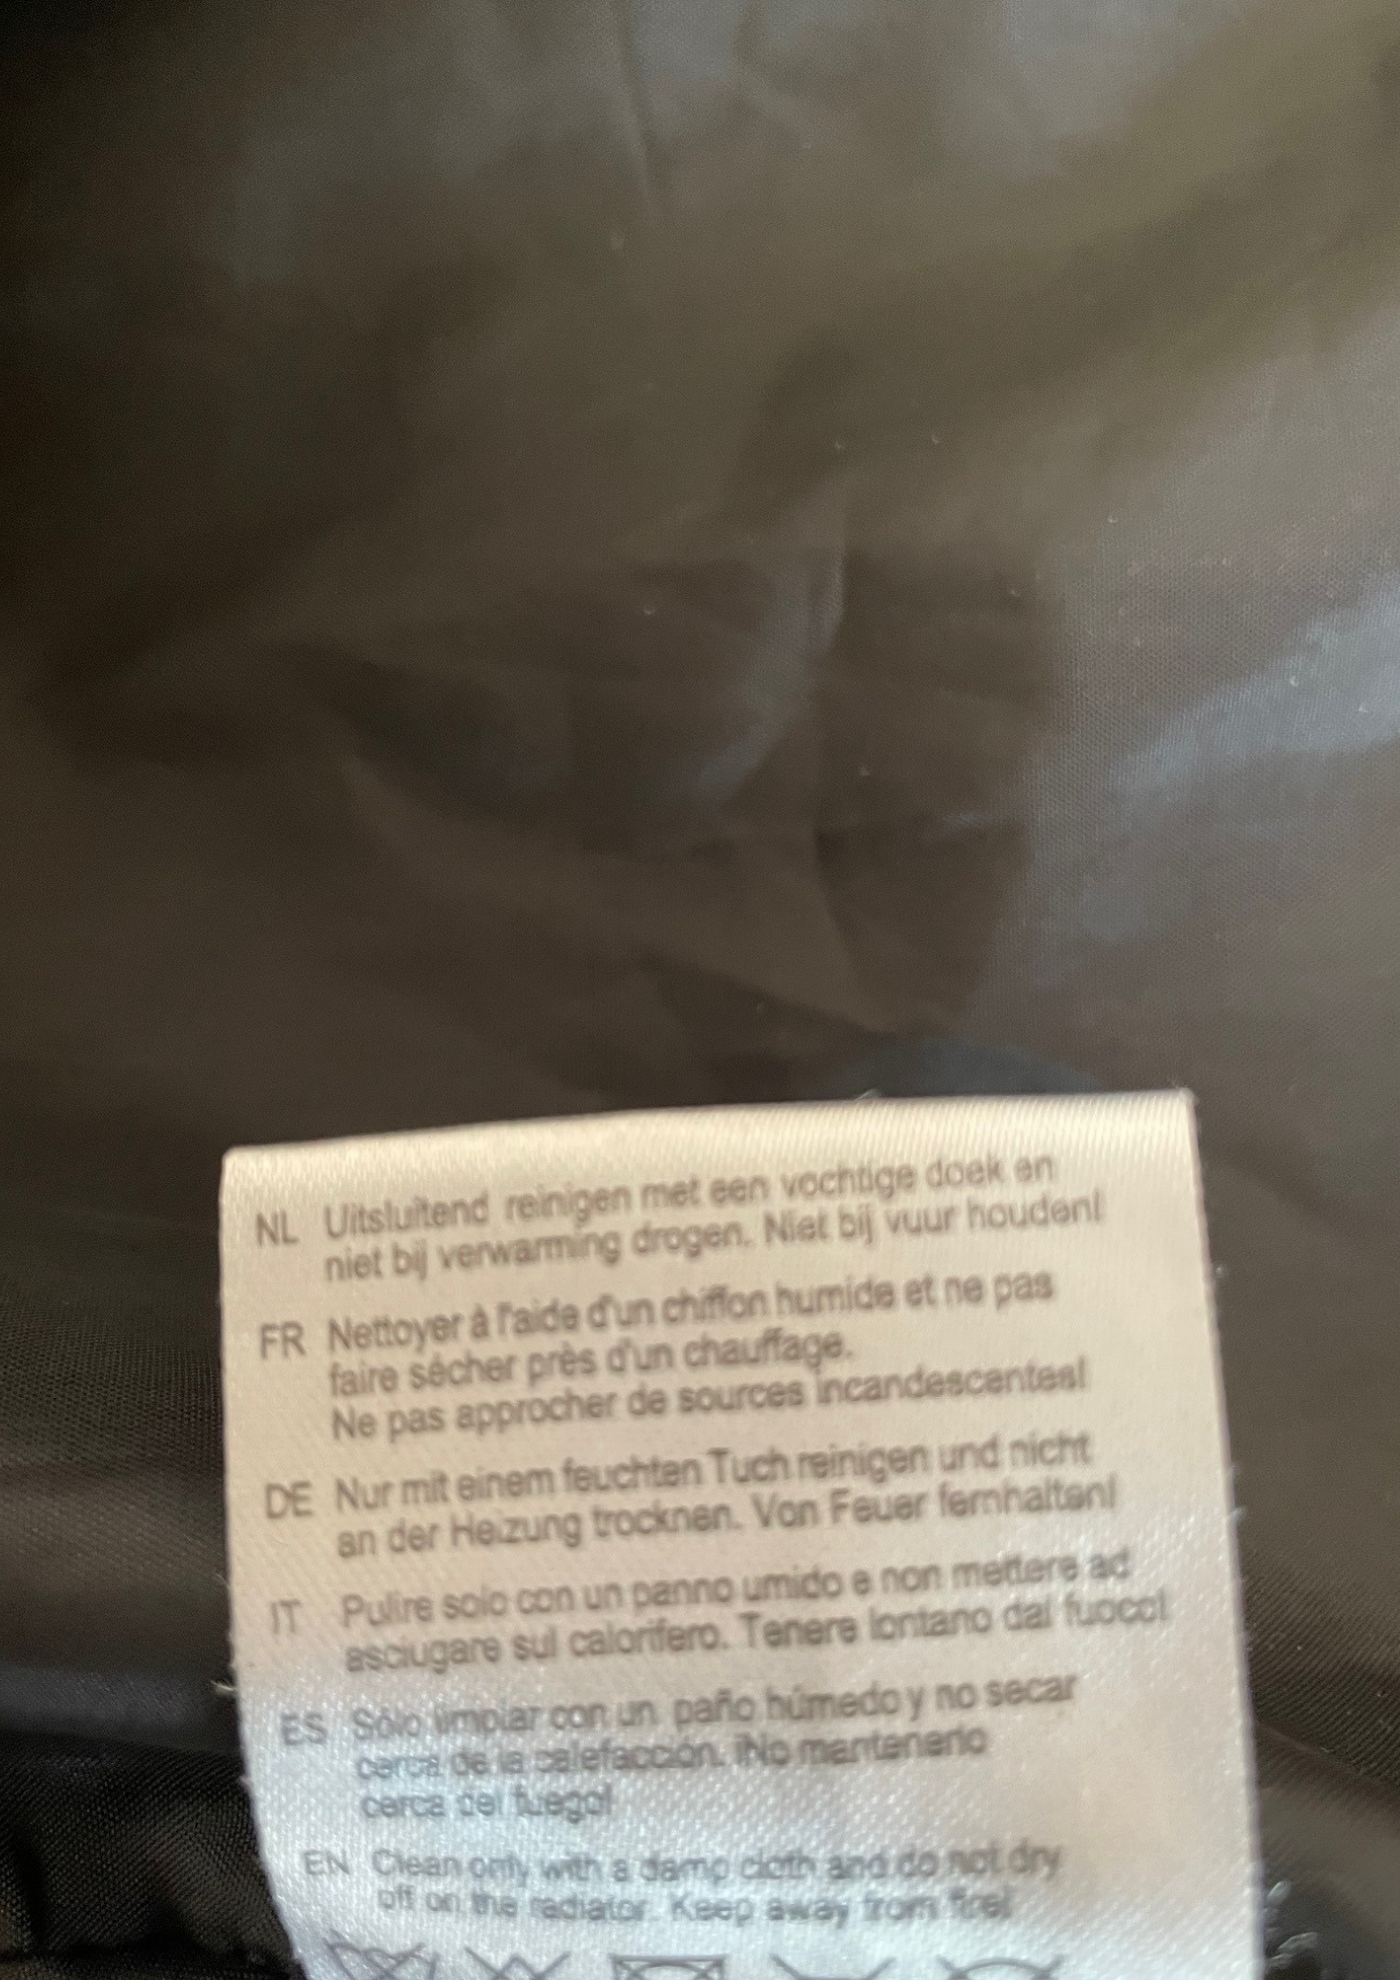 NL Uitsluitend reinigen met een vochtige doek en
niet bij verwarming drogen. Niet bij vuur houden!
FR Nettoyer à l'aide d'un chiffon humide et ne pas
faire sécher près d'un chauffage.
Ne pas approcher de sources incandescentes!
DE Nur mit einem feuchten Tuch reinigen und nicht
an der Heizung trocknen. Von Feuer fernhalten!
IT Pulire solo con un panno umido e non mettere ad
asciugare sul calorifero. Tenere lontano dal fuoco!
ES Sólo limpiar con un paño húmedo y no secar
cerca de la calefacción. ¡No mantenerlo
cerca del fuego!
EN Clean only with a damp cloth and do not dry
off on the radiator. Keep away from fire!